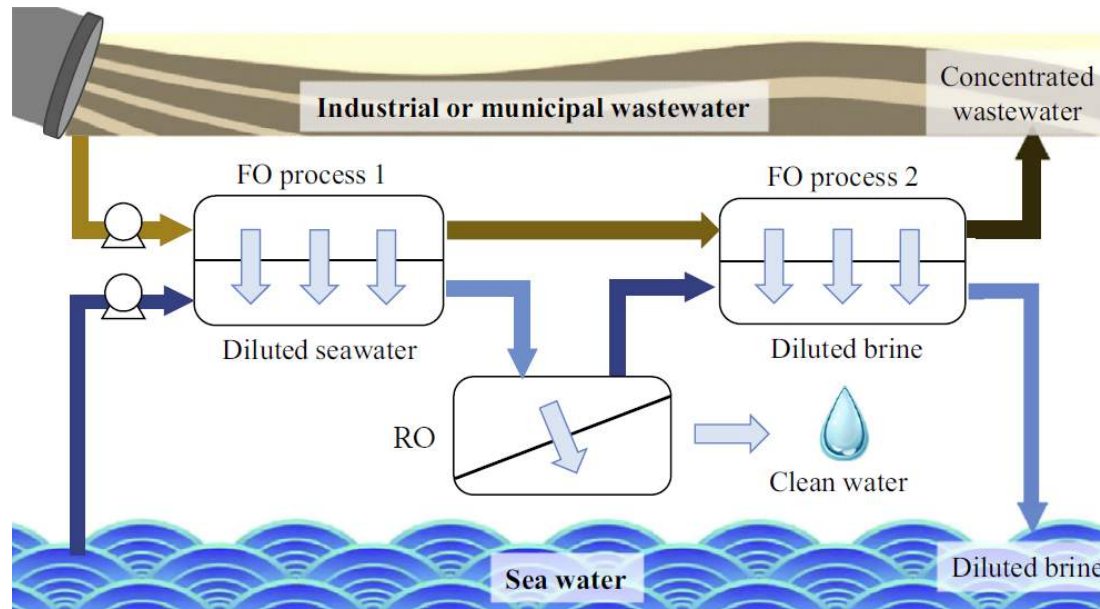 Industrial or municipal wastewater
Concentrated
wastewater
FO process 1
FO process 2
Diluted seawater
Diluted brine
RO
Clean water
Sea water
Diluted brine